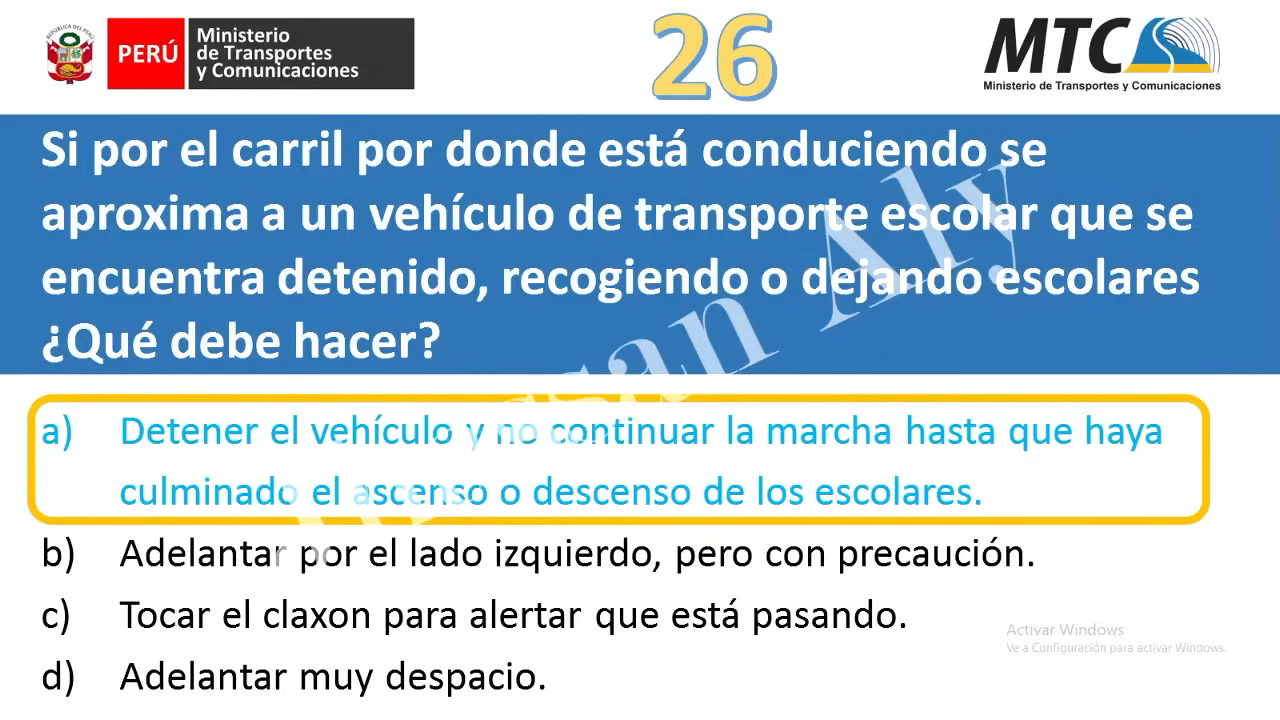 REPÚBLICA DEL PERÚ
PERÚ
Ministerio
de Transportes
y Comunicaciones
26
MTC
Ministerio de Transportes y Comunicaciones
Si por el carril por donde está conduciendo se
aproxima a un vehículo de transporte escolar que se
encuentra detenido, recogiendo o dejando escolares
¿Qué debe hacer?
a) Detener el vehículo y no continuar la marcha hasta que haya
culminado el ascenso o descenso de los escolares.
b) Adelantar por el lado izquierdo, pero con precaución.
c) Tocar el claxon para alertar que está pasando.
d) Adelantar muy despacio.
Aly
Activar Windows
Ve a Configuración para activar Windows.